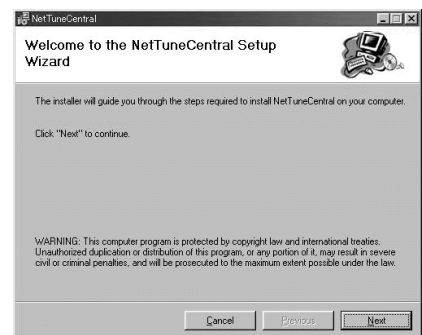 NetTuneCentral
Welcome to the NetTuneCentral Setup
Wizard
The installer will guide you through the steps required to install NetTuneCentral on your computer.
Click "Next" to continue.
WARNING: This computer program is protected by copyright law and international treaties.
Unauthorized duplication or distribution of this program, or any portion of it, may result in severe
civil or criminal penalties, and will be prosecuted to the maximum extent possible under the law.
Cancel Previous Next